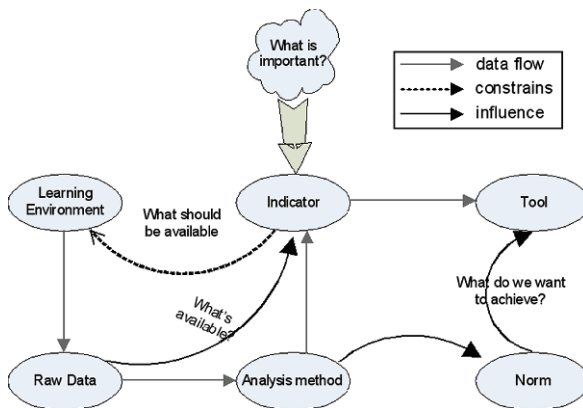 What is
important?
data flow
constrains
influence
Learning
Environment
What should
be available
Indicator
Tool
What's
available?
What do we want
to achieve?
Raw Data
Analysis method
Norm